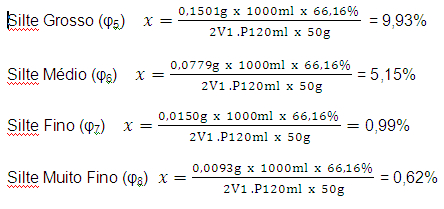 Silte Grosso (φ₅) x = 0,1501g x 1000ml x 66,16% / 2V1 .P120ml x 50g = 9,93%
Silte Médio (φ₆) x = 0,0779g x 1000ml x 66,16% / 2V1 .P120ml x 50g = 5,15%
Silte Fino (φ₇) x = 0,0150g x 1000ml x 66,16% / 2V1 .P120ml x 50g = 0,99%
Silte Muito Fino (φ₈) x = 0,0093g x 1000ml x 66,16% / 2V1 .P120ml x 50g = 0,62%